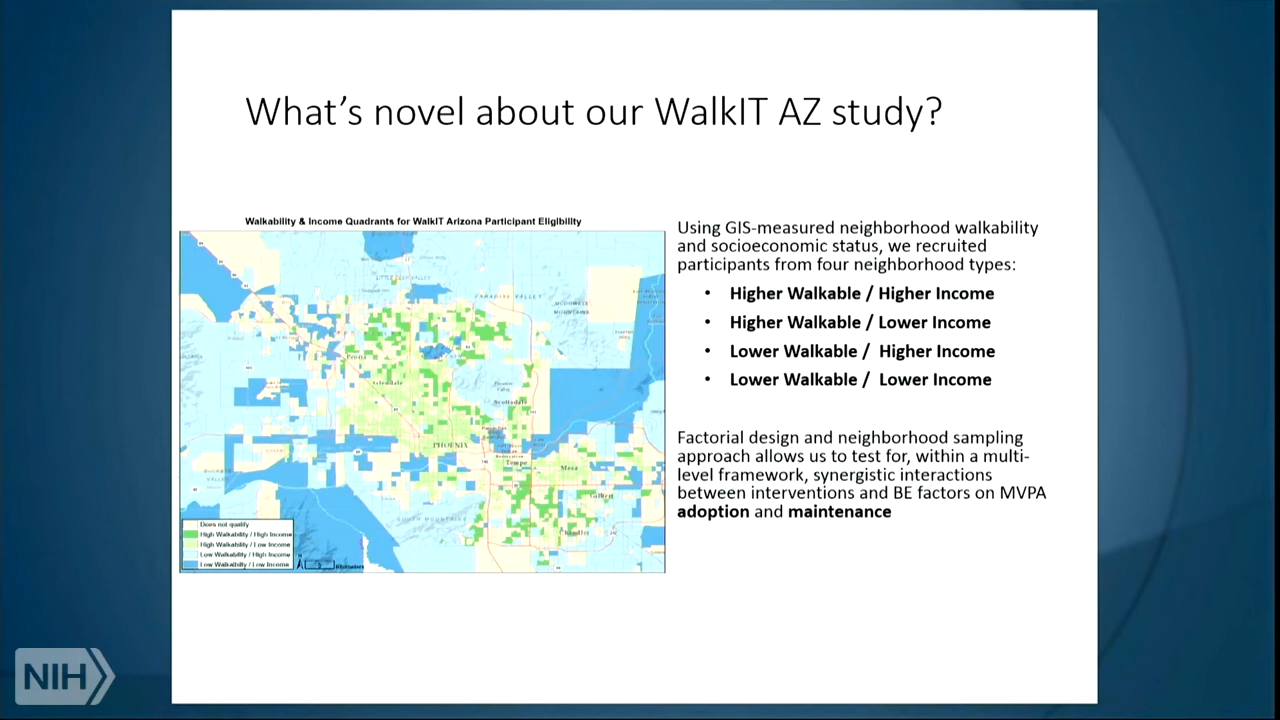 What's novel about our WalkIT AZ study?
Walkability & Income Quadrants for WalkIT Arizona Participant Eligibility
Using GIS-measured neighborhood walkability
and socioeconomic status, we recruited
participants from four neighborhood types:
• Higher Walkable / Higher Income
• Higher Walkable / Lower Income
• Lower Walkable / Higher Income
• Lower Walkable / Lower Income
Factorial design and neighborhood sampling
approach allows us to test for, within a multi-
level framework, synergistic interactions
between interventions and BE factors on MVPA
adoption and maintenance
PARADISE VALLEY
Peoria
Glendale
Scottsdale
PHOENIX
Tempe
Mesa
Gilbert
SOUTH MOUNTAINS
Chandler
Does not qualify
High Walkability / High Income
High Walkability / Low Income
Low Walkability / High Income
Low Walkability / Low Income
Kilometers
NIH